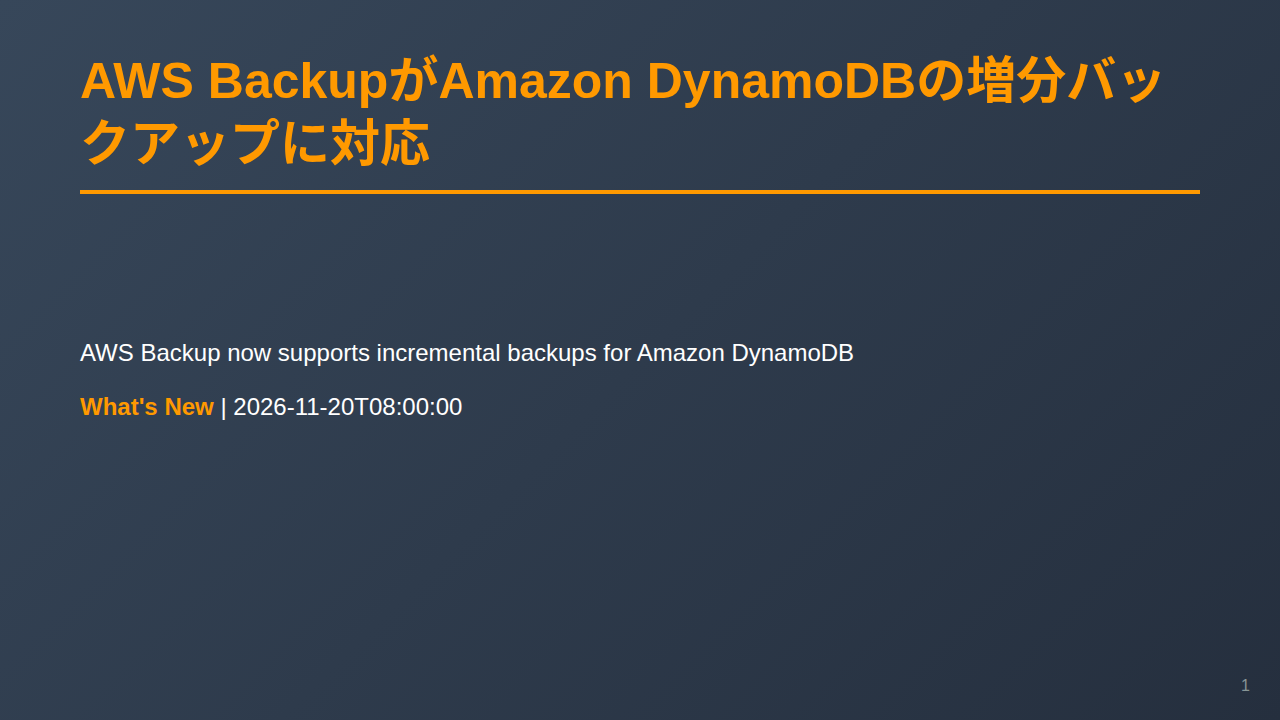 AWS BackupがAmazon DynamoDBの増分バッ
クアップに対応
AWS Backup now supports incremental backups for Amazon DynamoDB
What's New | 2026-11-20T08:00:00
1